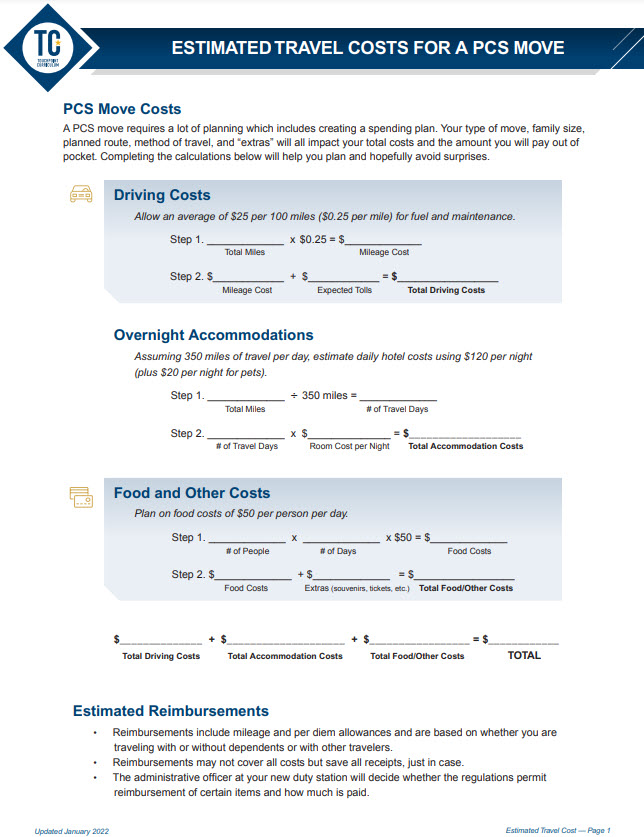 TC
TOUCHPOINT
CURRICULUM
ESTIMATED TRAVEL COSTS FOR A PCS MOVE
PCS Move Costs
A PCS move requires a lot of planning which includes creating a spending plan. Your type of move, family size,
planned route, method of travel, and “extras” will all impact your total costs and the amount you will pay out of
pocket. Completing the calculations below will help you plan and hopefully avoid surprises.
Driving Costs
Allow an average of $25 per 100 miles ($0.25 per mile) for fuel and maintenance.
Step 1. ____________ x $0.25 = $____________
Total Miles Mileage Cost
Step 2. $____________ + $____________ = $________________
Mileage Cost Expected Tolls Total Driving Costs
Overnight Accommodations
Assuming 350 miles of travel per day, estimate daily hotel costs using $120 per night
(plus $20 per night for pets).
Step 1. ____________ ÷ 350 miles = ____________
Total Miles # of Travel Days
Step 2. ____________ x $____________ = $__________________
# of Travel Days Room Cost per Night Total Accommodation Costs
Food and Other Costs
Plan on food costs of $50 per person per day.
Step 1. ____________ x ____________ x $50 = $____________
# of People # of Days Food Costs
Step 2. $____________ + $____________ = $________________
Food Costs Extras (souvenirs, tickets, etc.) Total Food/Other Costs
$______________ + $____________________ + $________________ = $____________
Total Driving Costs Total Accommodation Costs Total Food/Other Costs TOTAL
Estimated Reimbursements
• Reimbursements include mileage and per diem allowances and are based on whether you are
traveling with or without dependents or with other travelers.
• Reimbursements may not cover all costs but save all receipts, just in case.
• The administrative officer at your new duty station will decide whether the regulations permit
reimbursement of certain items and how much is paid.
Updated January 2022 Estimated Travel Cost — Page 1